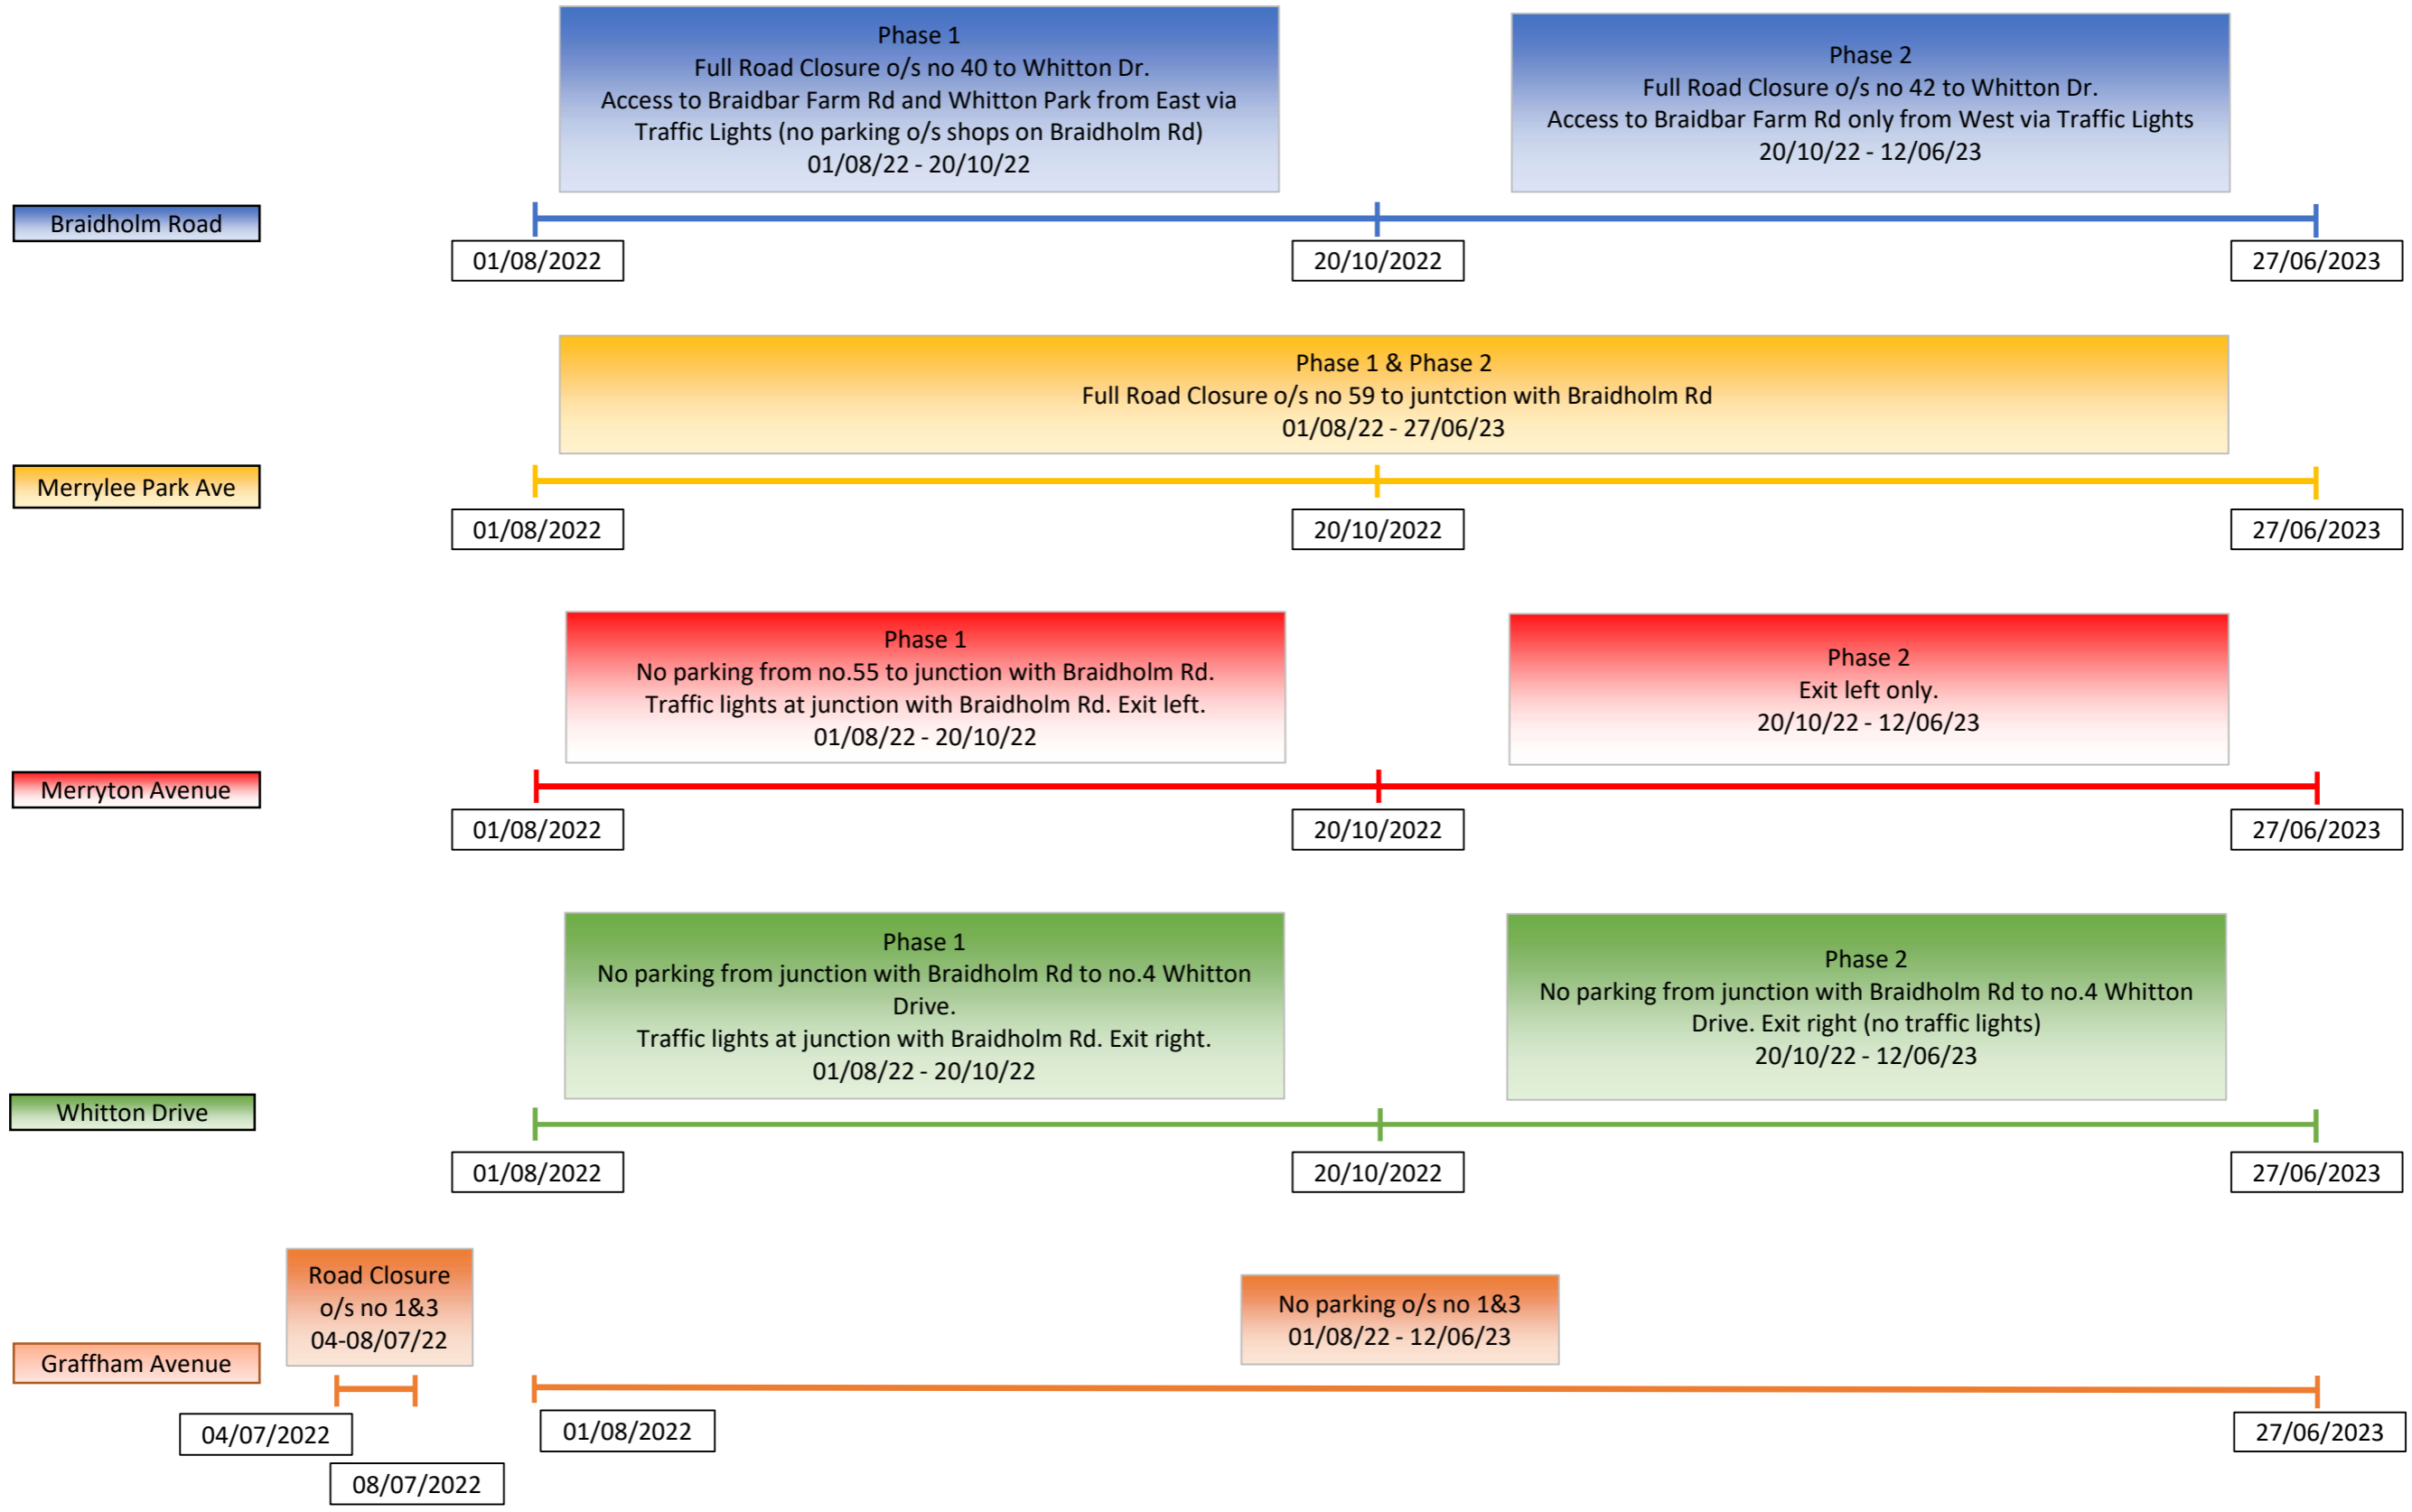 Phase 1
Full Road Closure o/s no 40 to Whitton Dr.
Access to Braidbar Farm Rd and Whitton Park from East via
Traffic Lights (no parking o/s shops on Braidholm Rd)
01/08/22 - 20/10/22
Phase 2
Full Road Closure o/s no 42 to Whitton Dr.
Access to Braidbar Farm Rd only from West via Traffic Lights
20/10/22 - 12/06/23
Braidholm Road
01/08/2022
20/10/2022
27/06/2023
Phase 1 & Phase 2
Full Road Closure o/s no 59 to juntction with Braidholm Rd
01/08/22 - 27/06/23
Merrylee Park Ave
01/08/2022
20/10/2022
27/06/2023
Phase 1
No parking from no.55 to junction with Braidholm Rd.
Traffic lights at junction with Braidholm Rd. Exit left.
01/08/22 - 20/10/22
Phase 2
Exit left only.
20/10/22 - 12/06/23
Merryton Avenue
01/08/2022
20/10/2022
27/06/2023
Phase 1
No parking from junction with Braidholm Rd to no.4 Whitton
Drive.
Traffic lights at junction with Braidholm Rd. Exit right.
01/08/22 - 20/10/22
Phase 2
No parking from junction with Braidholm Rd to no.4 Whitton
Drive. Exit right (no traffic lights)
20/10/22 - 12/06/23
Whitton Drive
01/08/2022
20/10/2022
27/06/2023
Road Closure
o/s no 1&3
04-08/07/22
No parking o/s no 1&3
01/08/22 - 12/06/23
Graffham Avenue
04/07/2022
08/07/2022
01/08/2022
27/06/2023